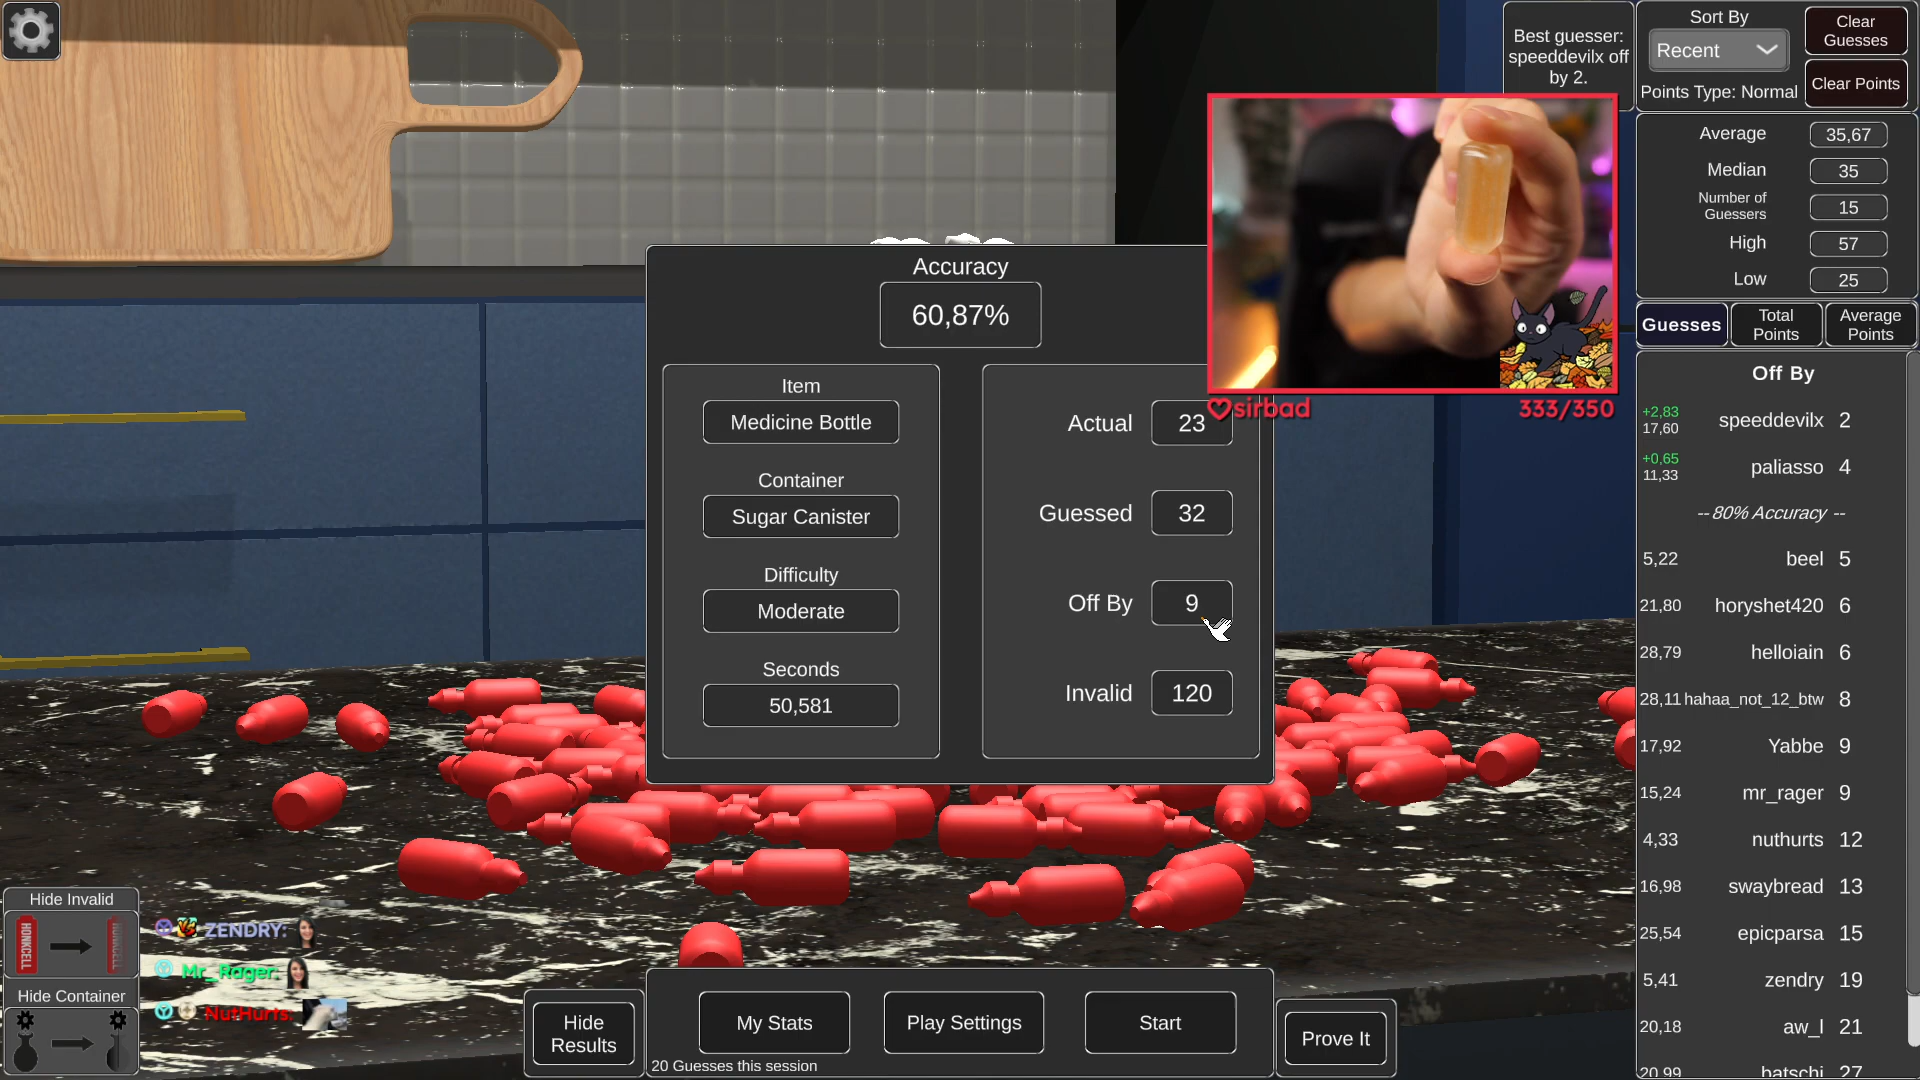 Best guesser:
speeddevilx off
by 2.
Sort By
Recent
Points Type: Normal
Clear
Guesses
Clear Points
Average 35,67
Median 35
Number of
Guessers 15
High 57
Low 25
Guesses
Total
Points
Average
Points
Off By
+2,83
17,60 speeddevilx 2
+0,65
11,33 paliasso 4
-- 80% Accuracy --
5,22 beel 5
21,80 horyshet420 6
28,79 helloiain 6
28,11 hahaa_not_12_btw 8
17,92 Yabbe 9
15,24 mr_rager 9
4,33 nuthurts 12
16,98 swaybread 13
25,54 epicparsa 15
5,41 zendry 19
20,18 aw_l 21
20,99 batschi 27
sirbad 333/350
Accuracy
60,87%
Item
Medicine Bottle
Container
Sugar Canister
Difficulty
Moderate
Seconds
50,581
Actual 23
Guessed 32
Off By 9
Invalid 120
Hide Invalid
HONKCELL
Hide Container
ZENDRY:
Mr_Rager:
NutHurts:
Hide
Results
My Stats
Play Settings
Start
20 Guesses this session
Prove It